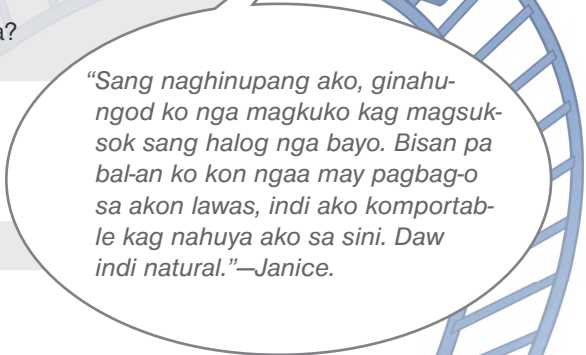 a?
“Sang naghinupang ako, ginahu-
ngod ko nga magkuko kag magsuk-
sok sang halog nga bayo. Bisan pa
bal-an ko kon ngaa may pagbag-o
sa akon lawas, indi ako komportab-
le kag nahuya ako sa sini. Daw
indi natural.”—Janice.